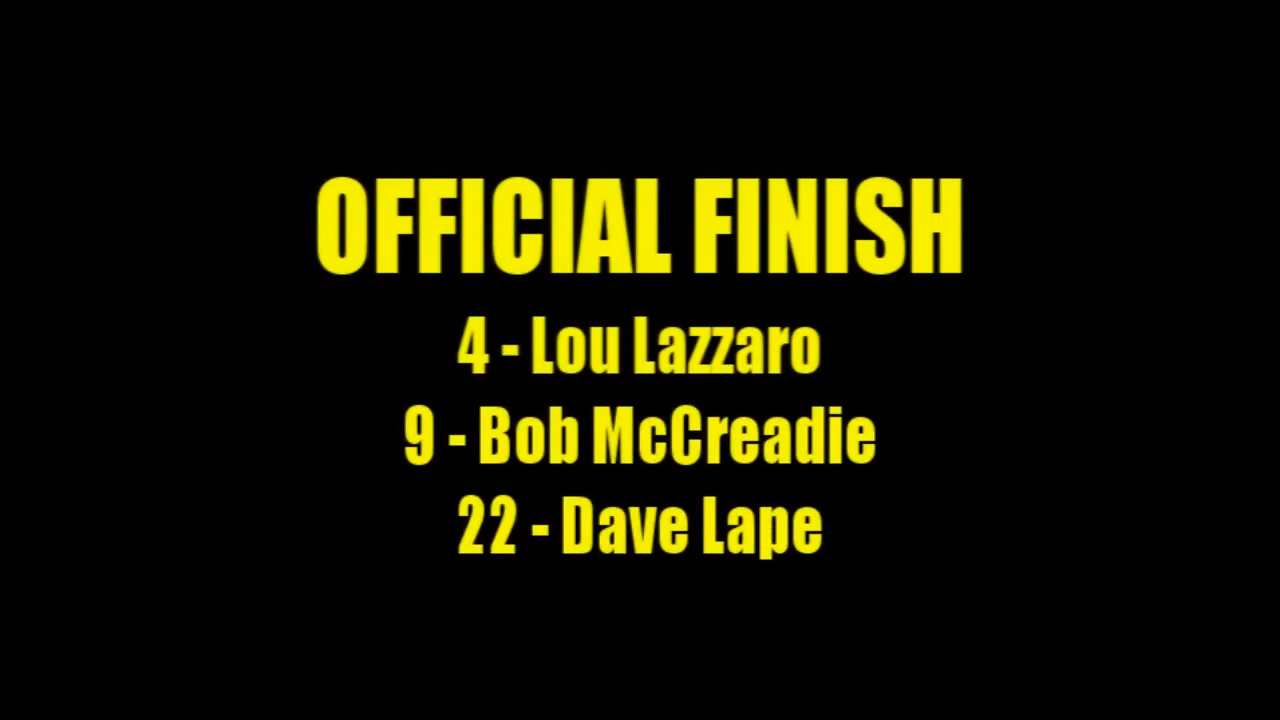 OFFICIAL FINISH
4 - Lou Lazzaro
9 - Bob McCreadie
22 - Dave Lape